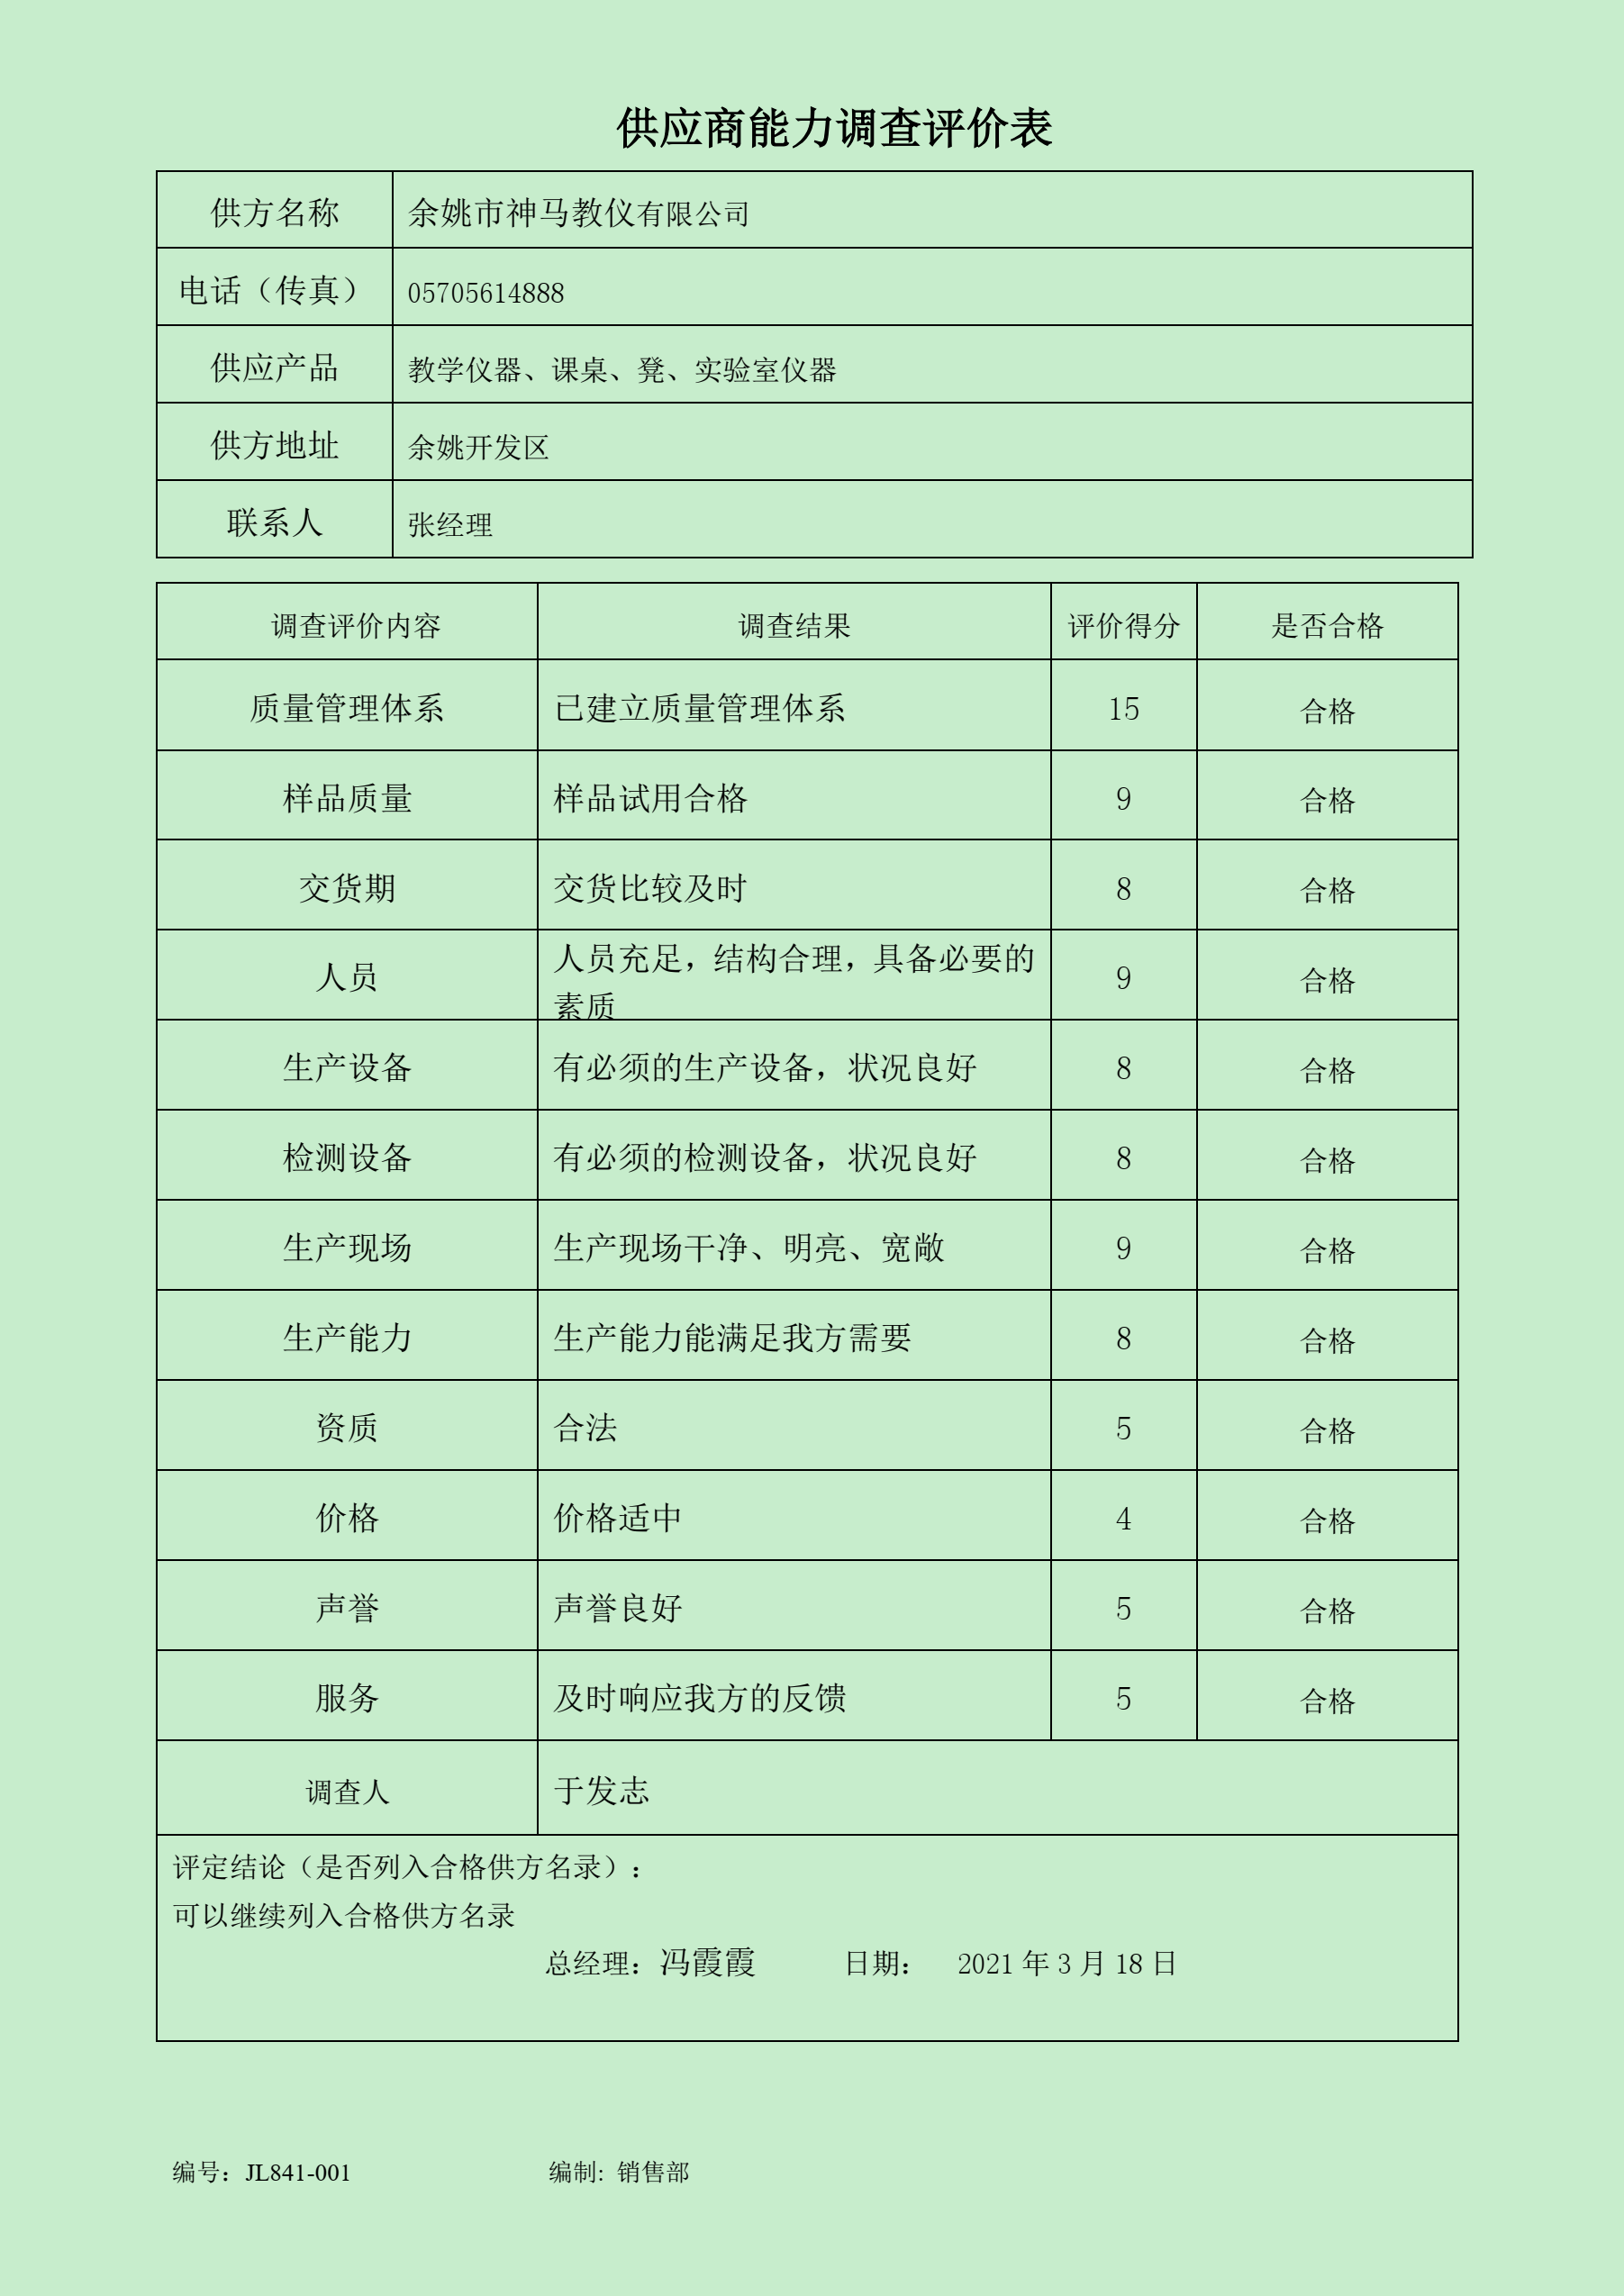 供应商能力调查评价表
供方名称 余姚市神马教仪有限公司
电话（传真） 05705614888
供应产品 教学仪器、课桌、凳、实验室仪器
供方地址 余姚开发区
联系人 张经理
调查评价内容 调查结果 评价得分 是否合格
质量管理体系 已建立质量管理体系 15 合格
样品质量 样品试用合格 9 合格
交货期 交货比较及时 8 合格
人员 人员充足，结构合理，具备必要的 9 合格
素质
生产设备 有必须的生产设备，状况良好 8 合格
检测设备 有必须的检测设备，状况良好 8 合格
生产现场 生产现场干净、明亮、宽敞 9 合格
生产能力 生产能力能满足我方需要 8 合格
资质 合法 5 合格
价格 价格适中 4 合格
声誉 声誉良好 5 合格
服务 及时响应我方的反馈 5 合格
调查人 于发志
评定结论（是否列入合格供方名录）：
可以继续列入合格供方名录
总经理：冯霞霞 日期： 2021 年 3 月 18 日
编号：JL841-001 编制: 销售部